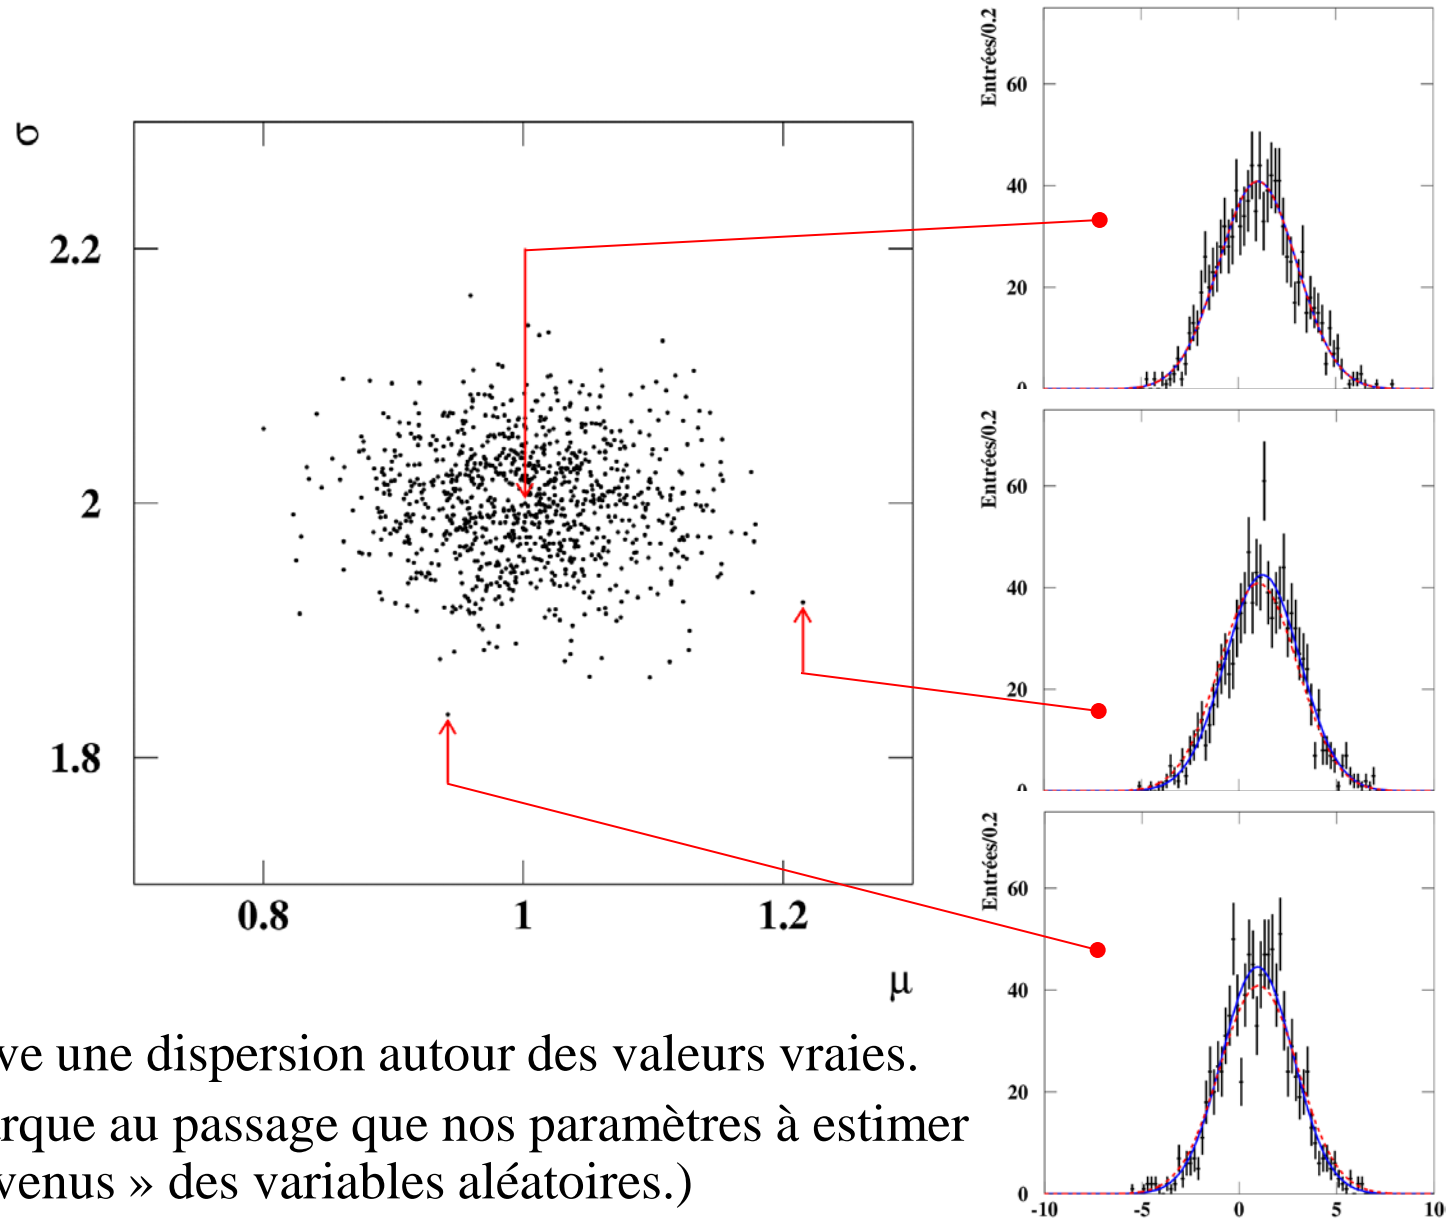 σ
2.2
2
1.8
0.8 1 1.2
μ
Entrées/0.2
60
40
20
0
Entrées/0.2
60
40
20
0
Entrées/0.2
60
40
20
0
-10 -5 0 5 10
ve une dispersion autour des valeurs vraies.
rque au passage que nos paramètres à estimer
venus » des variables aléatoires.)